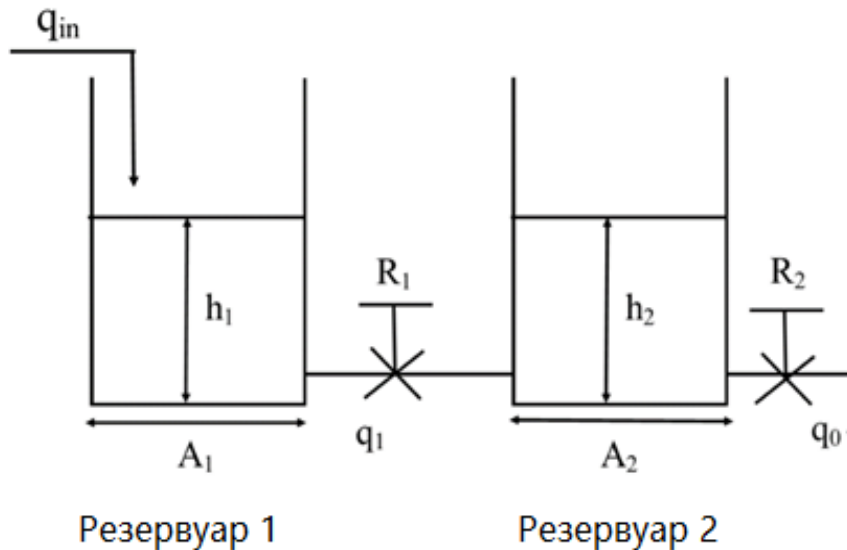 q_in
R₁
R₂
h₁
h₂
q₁
q₀
A₁
A₂
Резервуар 1
Резервуар 2